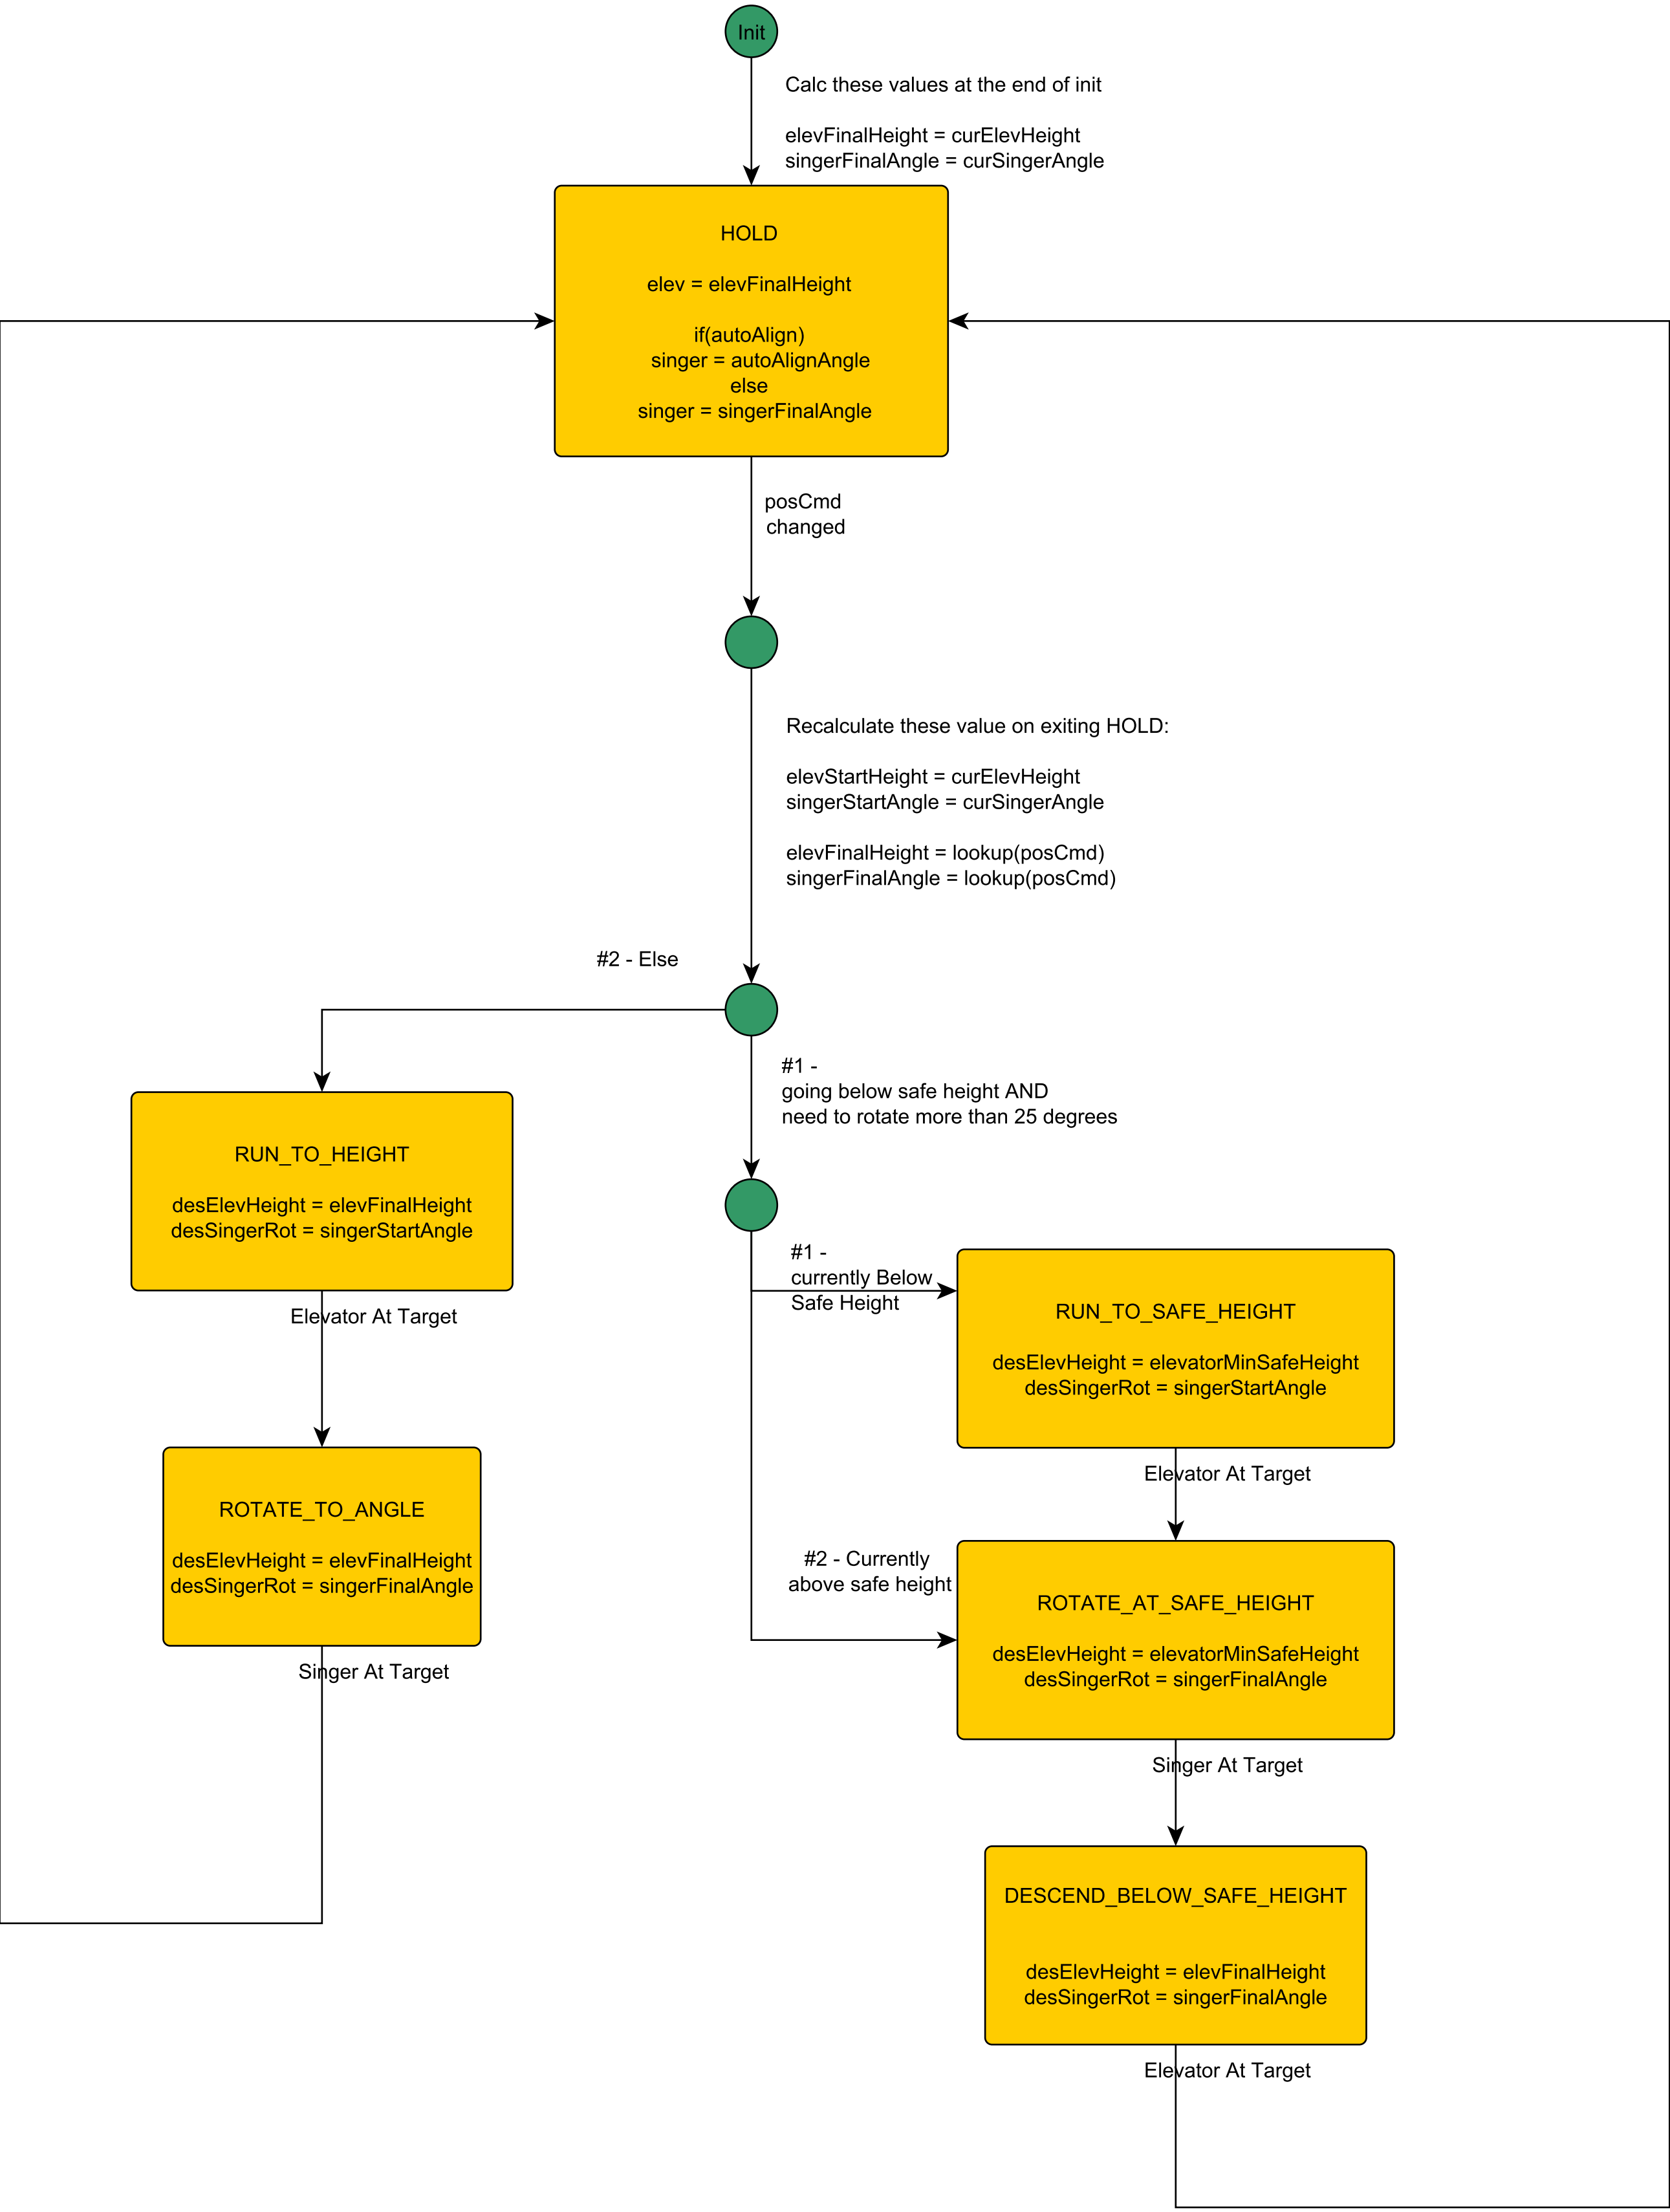 Init
Calc these values at the end of init
elevFinalHeight = curElevHeight
singerFinalAngle = curSingerAngle
HOLD
elev = elevFinalHeight
if(autoAlign)
singer = autoAlignAngle
else
singer = singerFinalAngle
posCmd
changed
Recalculate these value on exiting HOLD:
elevStartHeight = curElevHeight
singerStartAngle = curSingerAngle
elevFinalHeight = lookup(posCmd)
singerFinalAngle = lookup(posCmd)
#2 - Else
#1 -
going below safe height AND
need to rotate more than 25 degrees
RUN_TO_HEIGHT
desElevHeight = elevFinalHeight
desSingerRot = singerStartAngle
Elevator At Target
#1 -
currently Below
Safe Height
RUN_TO_SAFE_HEIGHT
desElevHeight = elevatorMinSafeHeight
desSingerRot = singerStartAngle
Elevator At Target
ROTATE_TO_ANGLE
desElevHeight = elevFinalHeight
desSingerRot = singerFinalAngle
Singer At Target
#2 - Currently
above safe height
ROTATE_AT_SAFE_HEIGHT
desElevHeight = elevatorMinSafeHeight
desSingerRot = singerFinalAngle
Singer At Target
DESCEND_BELOW_SAFE_HEIGHT
desElevHeight = elevFinalHeight
desSingerRot = singerFinalAngle
Elevator At Target